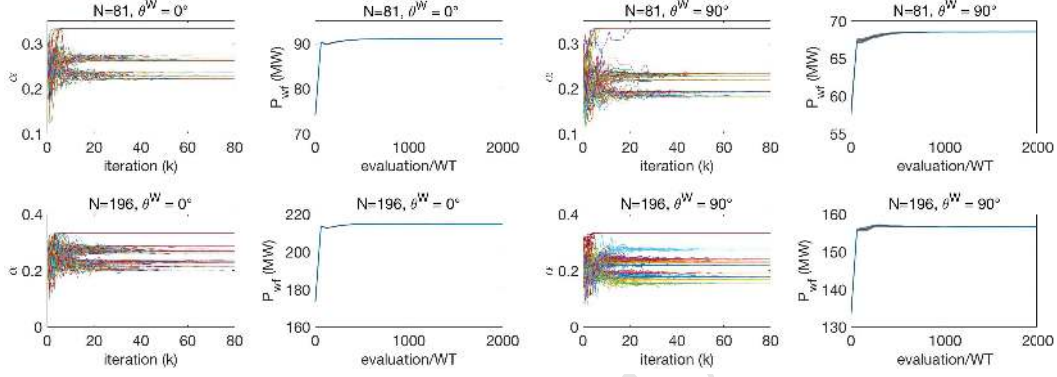 N=81, θ^W = 0°
0.3
0.2
0.1
α
0 20 40 60 80
iteration (k)
N=81, θ^W = 0°
90
80
70
P_wf (MW)
0 1000 2000
evaluation/WT
N=81, θ^W = 90°
0.3
0.2
0.1
α
0 20 40 60 80
iteration (k)
N=81, θ^W = 90°
70
65
60
55
P_wf (MW)
0 1000 2000
evaluation/WT
N=196, θ^W = 0°
0.4
0.2
0
α
0 20 40 60 80
iteration (k)
N=196, θ^W = 0°
220
200
180
160
P_wf (MW)
0 1000 2000
evaluation/WT
N=196, θ^W = 90°
0.4
0.2
0
α
0 20 40 60 80
iteration (k)
N=196, θ^W = 90°
160
150
140
130
P_wf (MW)
0 1000 2000
evaluation/WT